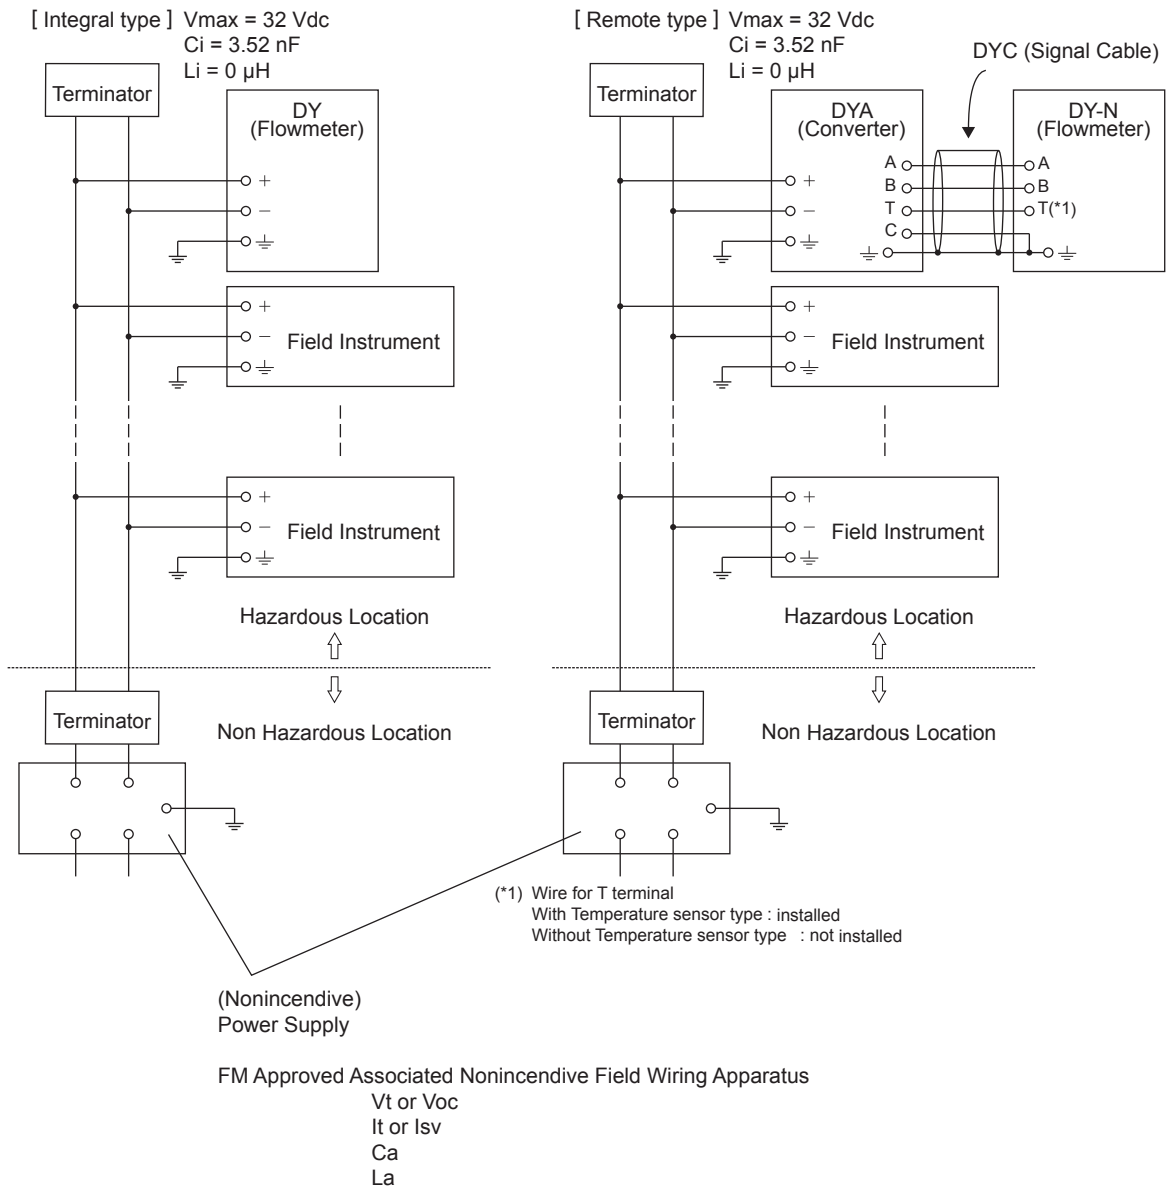 [ Integral type ] Vmax = 32 Vdc
Ci = 3.52 nF
Li = 0 µH
Terminator
DY
(Flowmeter)
+
−
+
−
Field Instrument
+
−
Field Instrument
Hazardous Location
Terminator
Non Hazardous Location
[ Remote type ] Vmax = 32 Vdc
Ci = 3.52 nF
Li = 0 µH
DYC (Signal Cable)
Terminator
DYA
(Converter)
DY-N
(Flowmeter)
+
−
A
B
T
C
A
B
T(*1)
+
−
Field Instrument
+
−
Field Instrument
Hazardous Location
Terminator
Non Hazardous Location
(*1) Wire for T terminal
With Temperature sensor type : installed
Without Temperature sensor type : not installed
(Nonincendive)
Power Supply
FM Approved Associated Nonincendive Field Wiring Apparatus
Vt or Voc
It or Isv
Ca
La